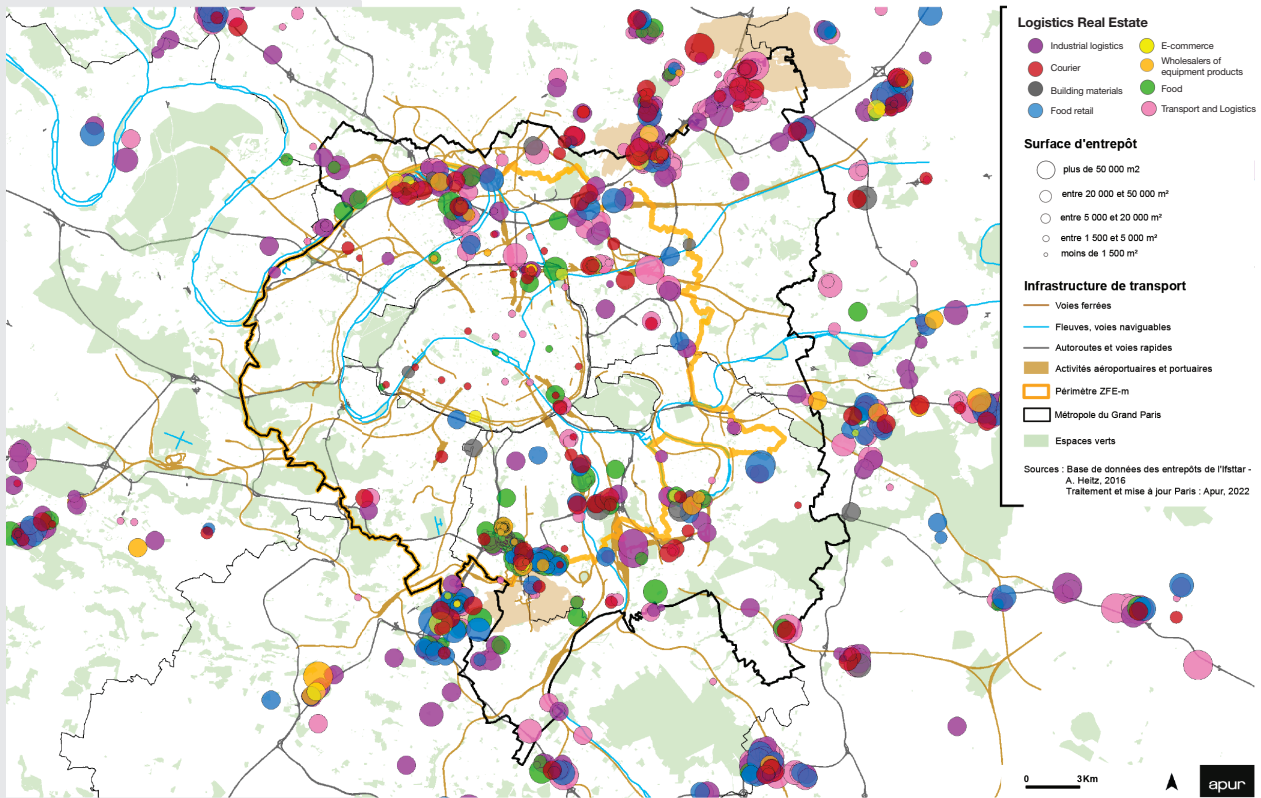 Logistics Real Estate
Industrial logistics
Courier
Building materials
Food retail
E-commerce
Wholesalers of
equipment products
Food
Transport and Logistics
Surface d'entrepôt
plus de 50 000 m2
entre 20 000 et 50 000 m²
entre 5 000 et 20 000 m²
entre 1 500 et 5 000 m²
moins de 1 500 m²
Infrastructure de transport
Voies ferrées
Fleuves, voies naviguables
Autoroutes et voies rapides
Activités aéroportuaires et portuaires
Périmètre ZFE-m
Métropole du Grand Paris
Espaces verts
Sources : Base de données des entrepôts de l'Ifsttar -
A. Heitz, 2016
Traitement et mise à jour Paris : Apur, 2022
0 3Km
apur